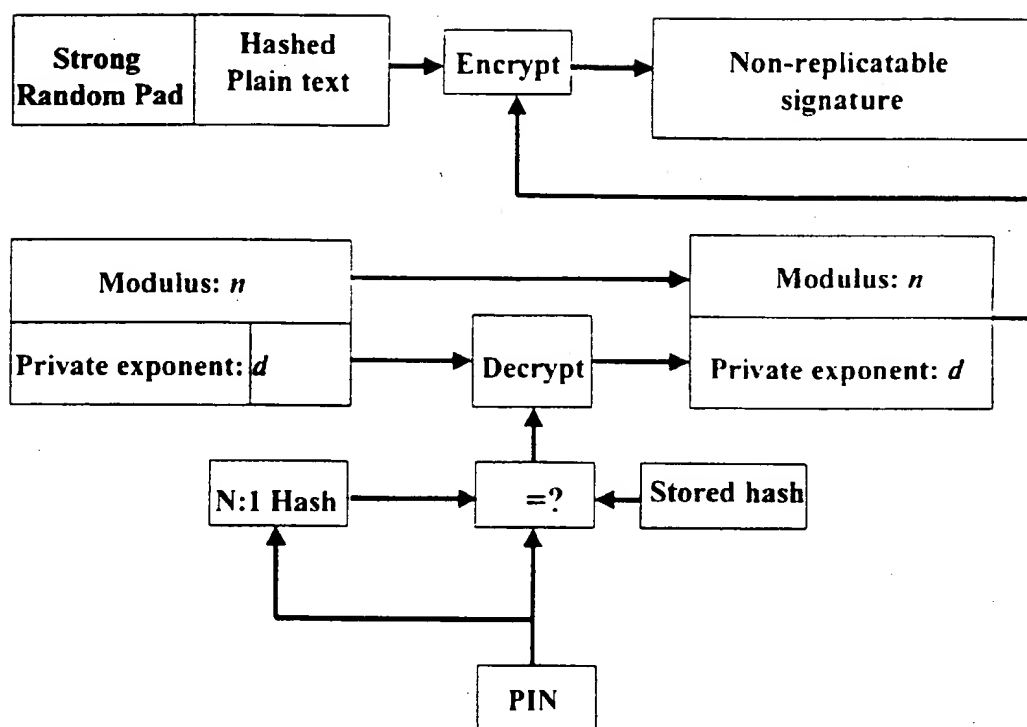 Strong
Random Pad
Hashed
Plain text
Encrypt
Non-replicatable
signature
Modulus: n
Modulus: n
Private exponent: d
Decrypt
Private exponent: d
N:1 Hash
=?
Stored hash
PIN